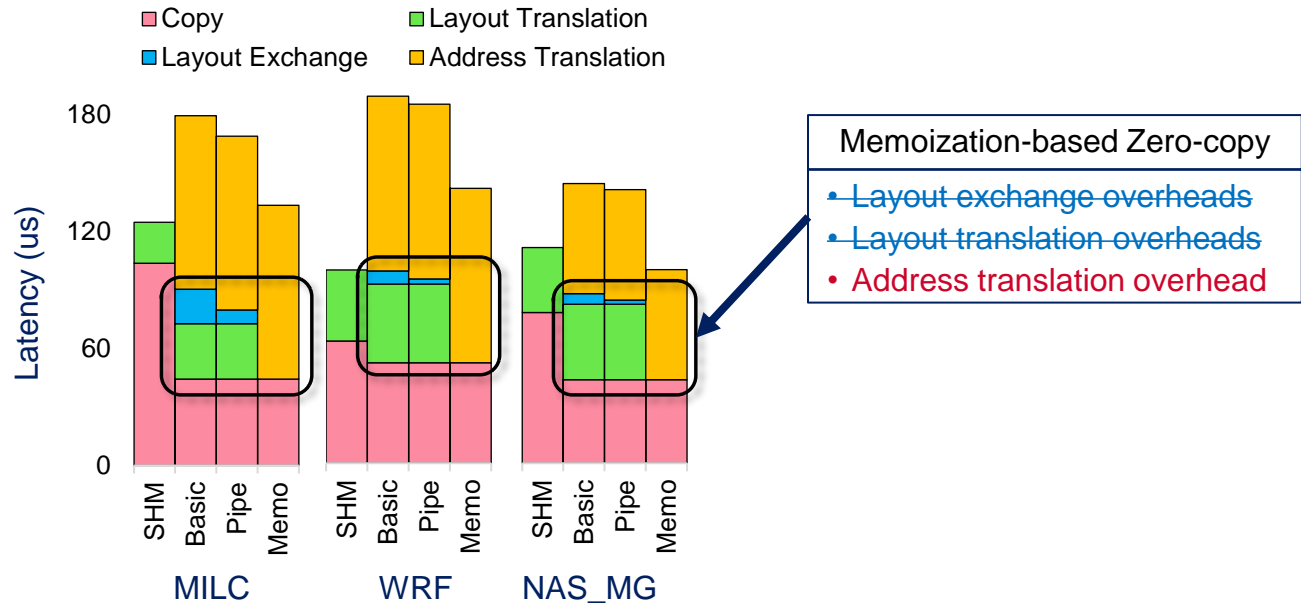 Copy
Layout Translation
Layout Exchange
Address Translation
Latency (us)
180
120
60
0
SHM
Basic
Pipe
Memo
SHM
Basic
Pipe
Memo
SHM
Basic
Pipe
Memo
MILC
WRF
NAS_MG
Memoization-based Zero-copy
• Layout exchange overheads
• Layout translation overheads
• Address translation overhead